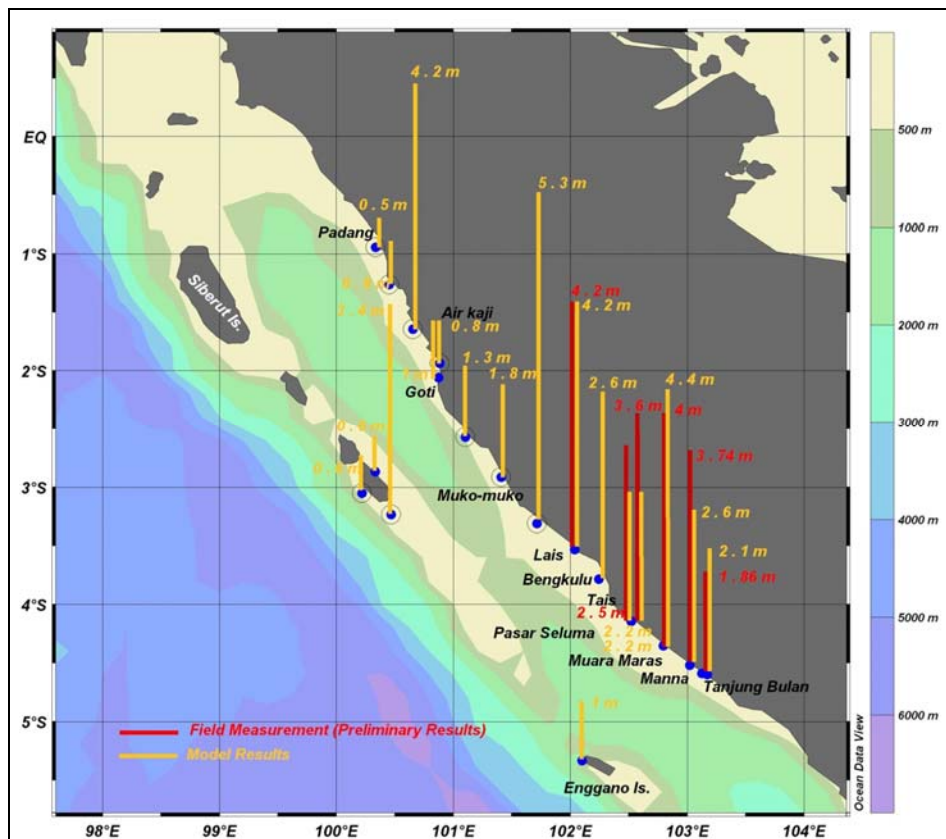 4.2 m
EQ
5.3 m
0.5 m
Padang
1°S
Siberut Is.
4.2 m
4.2 m
Air kaji
0.8 m
2°S
1.3 m
1.8 m
2.6 m
4.4 m
Goti
3.6 m
4 m
3.74 m
3°S
Muko-muko
2.6 m
Lais
2.1 m
Bengkulu
1.86 m
4°S
Tais
2.5 m
Pasar Seluma
2.2 m
2.2 m
Muara Maras
Manna
Tanjung Bulan
5°S
1 m
Field Measurement (Preliminary Results)
Model Results
Enggano Is.
98°E
99°E
100°E
101°E
102°E
103°E
104°E
500 m
1000 m
2000 m
3000 m
4000 m
5000 m
6000 m
Ocean Data View